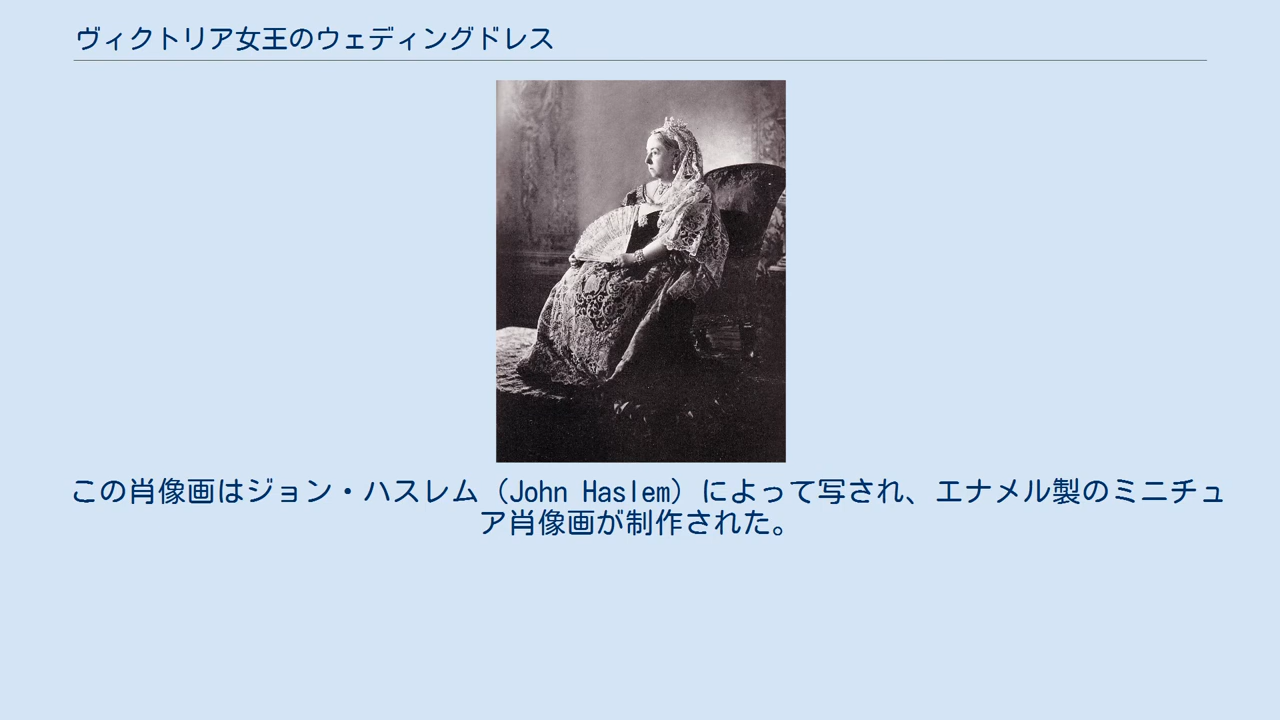 ヴィクトリア女王のウェディングドレス
この肖像画はジョン・ハスレム（John Haslem）によって写され、エナメル製のミニチュ
ア肖像画が制作された。